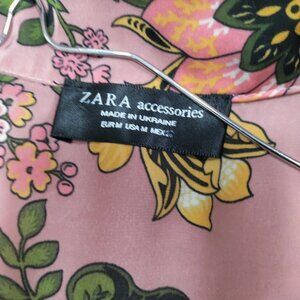 ZARA accessories
MADE IN UKRAINE
EUR M USA M MEX